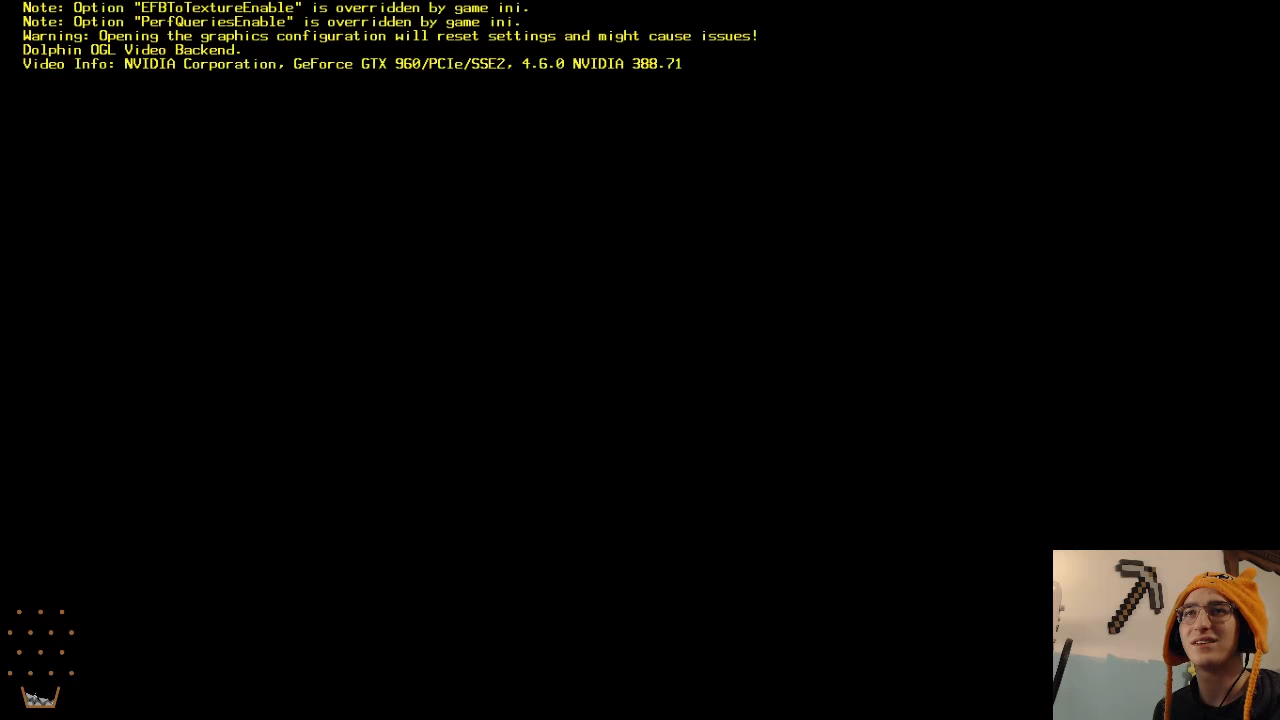 Note: Option "EFBToTextureEnable" is overridden by game ini.
Note: Option "PerfQueriesEnable" is overridden by game ini.
Warning: Opening the graphics configuration will reset settings and might cause issues!
Dolphin OGL Video Backend.
Video Info: NVIDIA Corporation, GeForce GTX 960/PCIe/SSE2, 4.6.0 NVIDIA 388.71